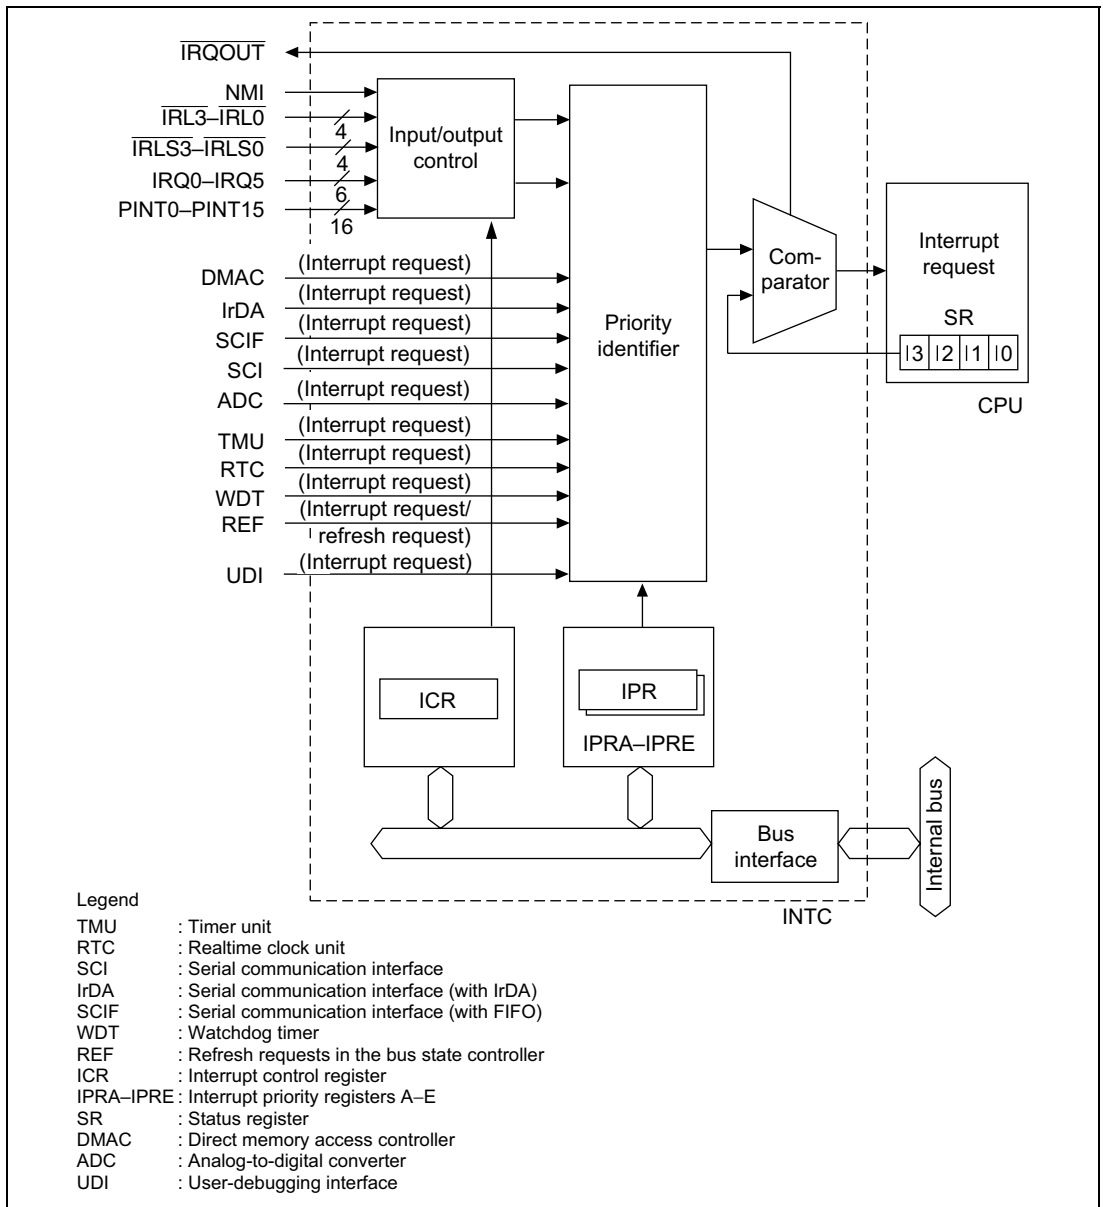 IRQOUT
NMI
IRL3–IRL0
4
IRLS3–IRLS0
4
IRQ0–IRQ5
6
PINT0–PINT15
16
Input/output
control
DMAC
(Interrupt request)
IrDA
(Interrupt request)
SCIF
(Interrupt request)
SCI
(Interrupt request)
ADC
(Interrupt request)
TMU
(Interrupt request)
RTC
(Interrupt request)
WDT
(Interrupt request)
REF
(Interrupt request/
refresh request)
UDI
(Interrupt request)
Priority
identifier
Com-
parator
Interrupt
request
SR
I3 I2 I1 I0
CPU
ICR
IPR
IPRA–IPRE
Bus
interface
Internal bus
INTC
Legend
TMU : Timer unit
RTC : Realtime clock unit
SCI : Serial communication interface
IrDA : Serial communication interface (with IrDA)
SCIF : Serial communication interface (with FIFO)
WDT : Watchdog timer
REF : Refresh requests in the bus state controller
ICR : Interrupt control register
IPRA–IPRE : Interrupt priority registers A–E
SR : Status register
DMAC : Direct memory access controller
ADC : Analog-to-digital converter
UDI : User-debugging interface